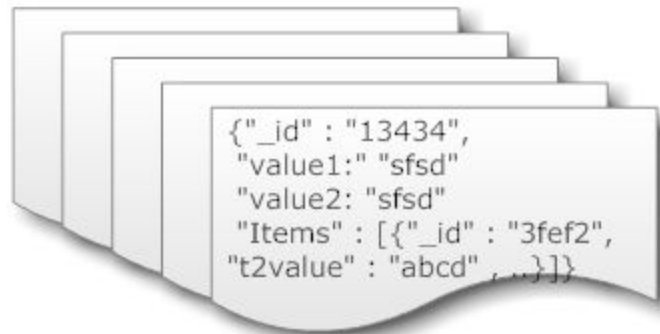 {"_id" : "13434",
"value1:" "sfsd"
"value2: "sfsd"
"Items" : [{"_id" : "3fef2",
"t2value" : "abcd" , ..}]}